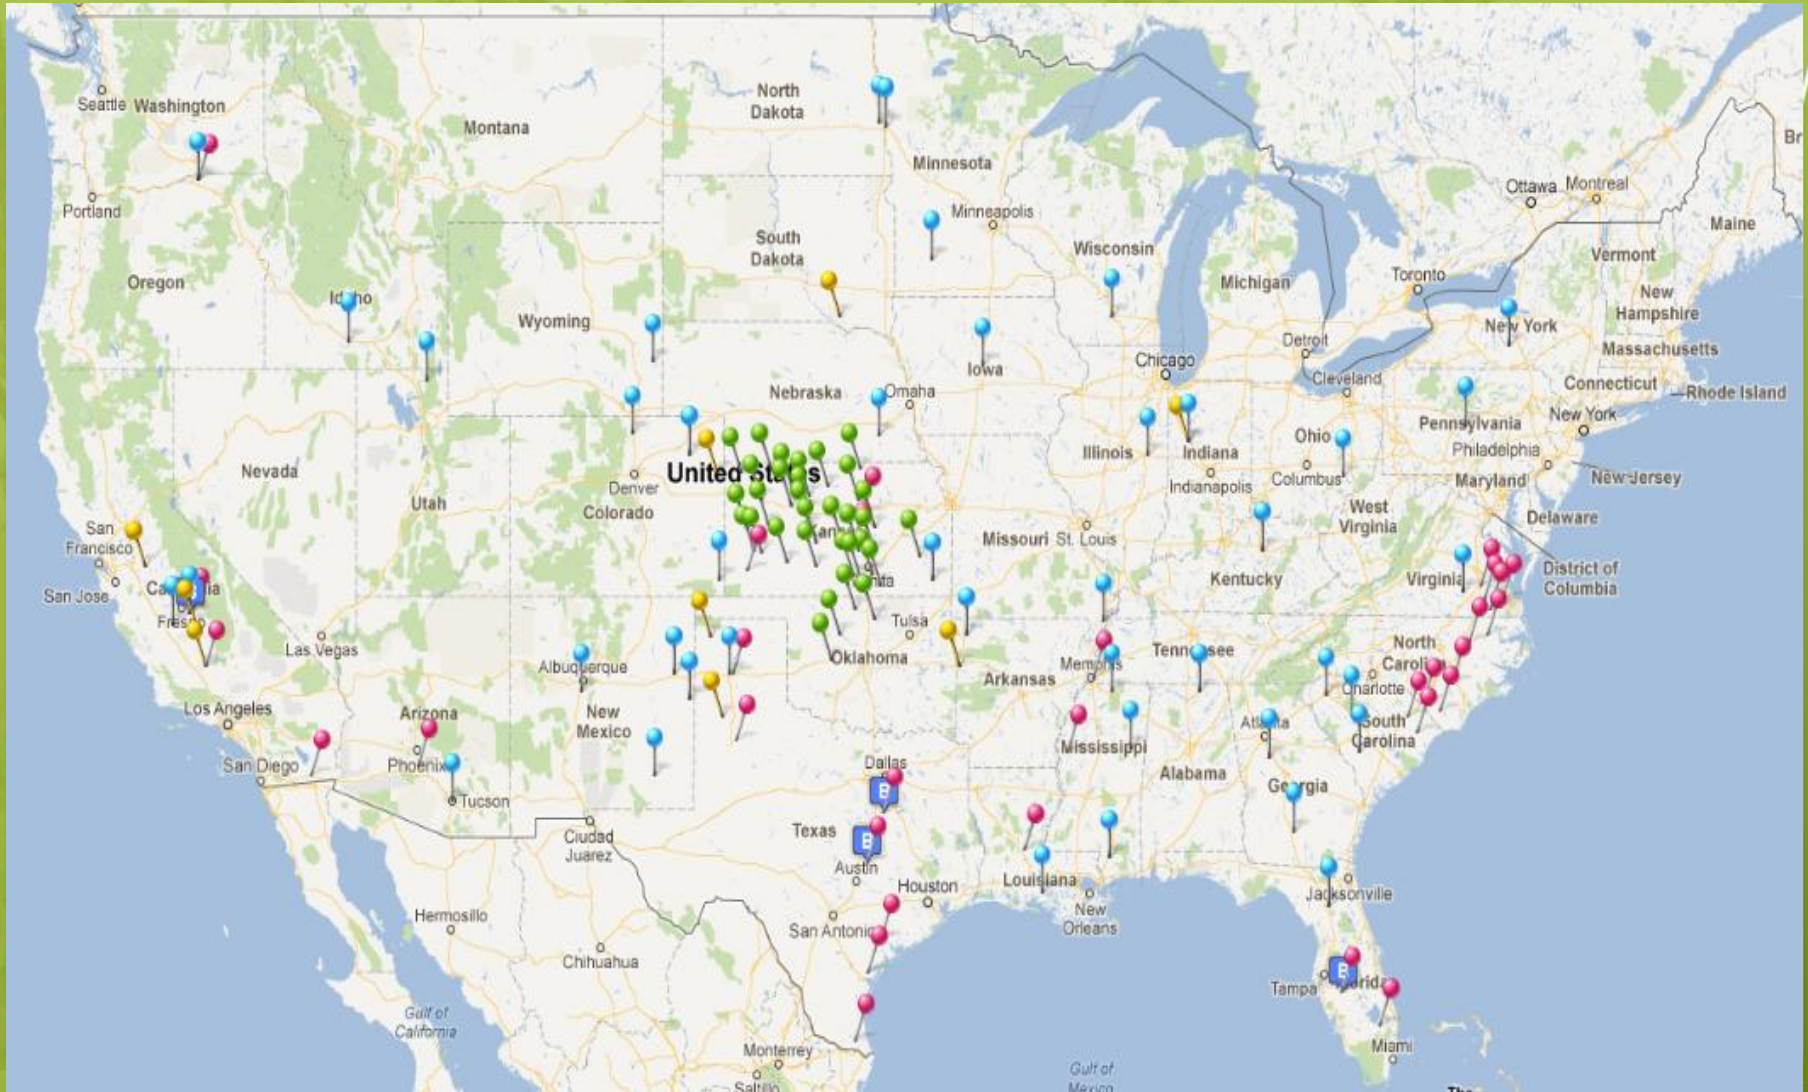 Seattle
Washington
Montana
North
Dakota
Minnesota
Ottawa
Montreal
Br
Portland
Minneapolis
Maine
Oregon
South
Dakota
Wisconsin
Michigan
Toronto
Vermont
Idaho
Wyoming
New
Hampshire
New York
Detroit
Massachusetts
Chicago
Iowa
Cleveland
Connecticut
Rhode Island
Nebraska
Omaha
New York
Pennsylvania
Philadelphia
Illinois
Indiana
Ohio
Nevada
United States
Denver
Indianapolis
Columbus
Maryland
New Jersey
Utah
Colorado
West
Virginia
Delaware
San
Francisco
Missouri
St. Louis
Kentucky
Virginia
District of
Columbia
San Jose
B
Fresno
Las Vegas
Tulsa
Albuquerque
Oklahoma
Arkansas
Memphis
Tennessee
North
Carolina
Charlotte
Los Angeles
Arizona
New
Mexico
Mississippi
Atlanta
South
Carolina
San Diego
Phoenix
Dallas
Alabama
Georgia
Tucson
B
Texas
B
Ciudad
Juarez
Austin
Houston
Louisiana
Jacksonville
Hermosillo
San Antonio
New
Orleans
Chihuahua
B
Tampa
Florida
Gulf of
California
Monterrey
Miami
Saltillo
Gulf of
Mexico
The